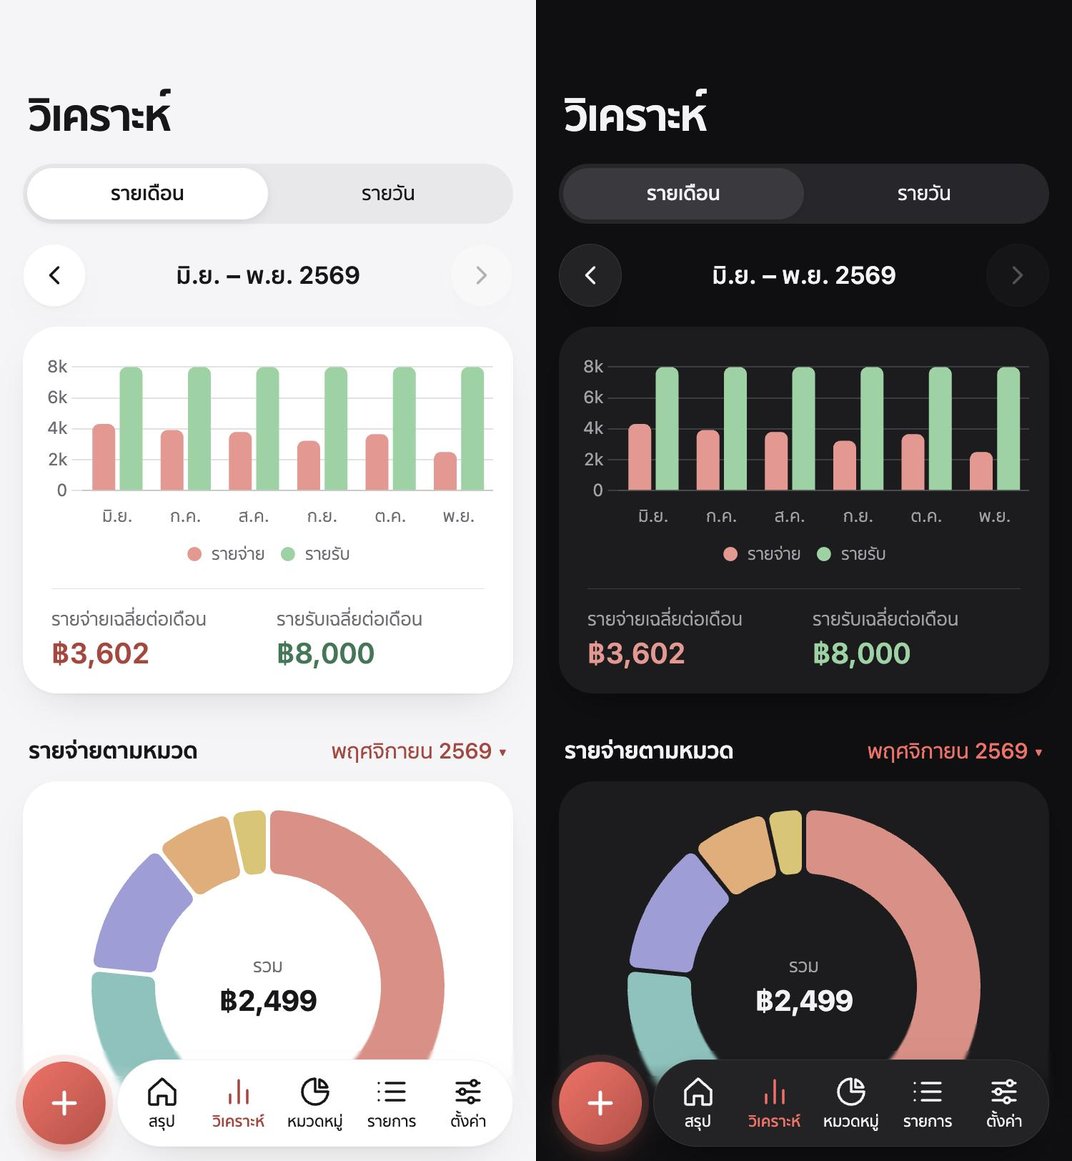 วิเคราะห์
รายเดือน
รายวัน
มิ.ย. – พ.ย. 2569
8k
6k
4k
2k
0
มิ.ย. ก.ค. ส.ค. ก.ย. ต.ค. พ.ย.
รายจ่าย รายรับ
รายจ่ายเฉลี่ยต่อเดือน รายรับเฉลี่ยต่อเดือน
฿3,602 ฿8,000
รายจ่ายตามหมวด พฤศจิกายน 2569 ▾
รวม
฿2,499
+
สรุป วิเคราะห์ หมวดหมู่ รายการ ตั้งค่า
วิเคราะห์
รายเดือน
รายวัน
มิ.ย. – พ.ย. 2569
8k
6k
4k
2k
0
มิ.ย. ก.ค. ส.ค. ก.ย. ต.ค. พ.ย.
รายจ่าย รายรับ
รายจ่ายเฉลี่ยต่อเดือน รายรับเฉลี่ยต่อเดือน
฿3,602 ฿8,000
รายจ่ายตามหมวด พฤศจิกายน 2569 ▾
รวม
฿2,499
+
สรุป วิเคราะห์ หมวดหมู่ รายการ ตั้งค่า